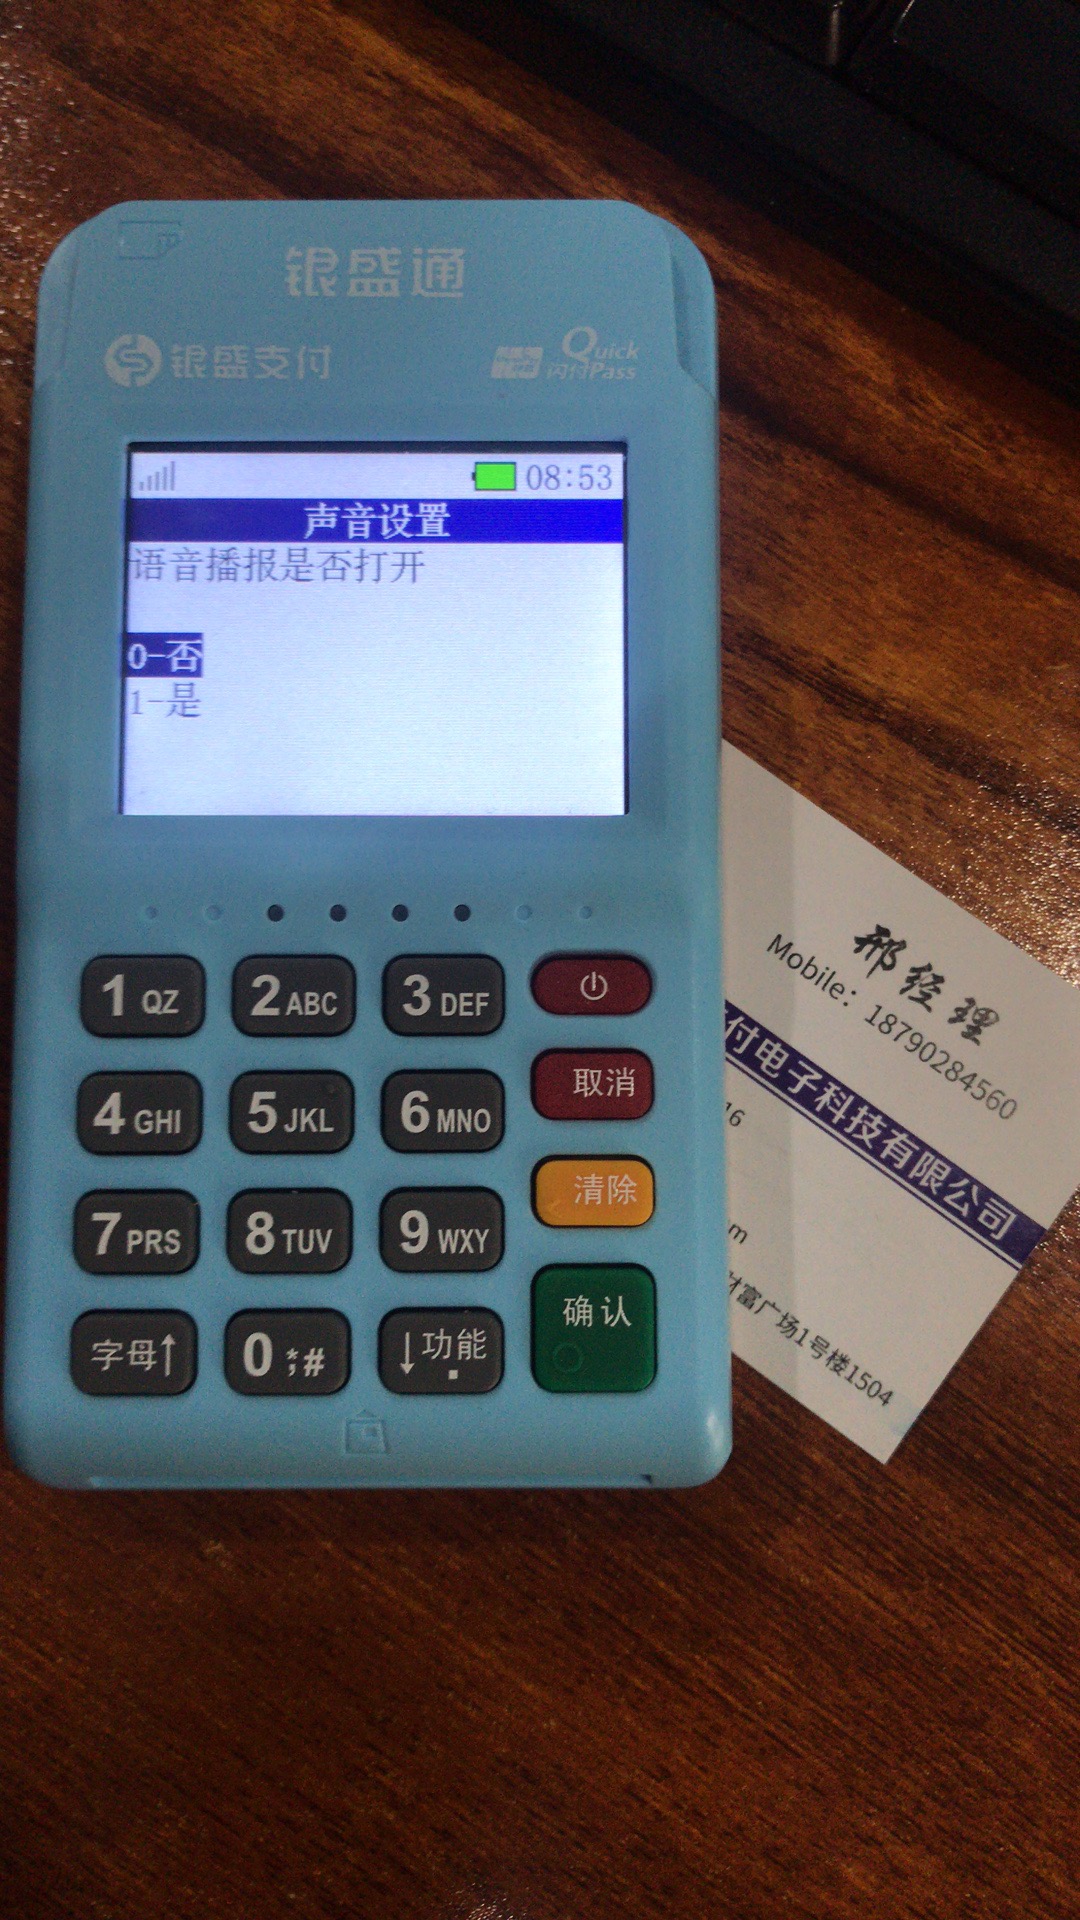 银盛通
银盛支付
Quick
闪付Pass
08:53
声音设置
语音播报是否打开
0-否
1-是
1 QZ
2 ABC
3 DEF
4 GHI
5 JKL
6 MNO
取消
7 PRS
8 TUV
9 WXY
清除
字母↑
0 *;#
↓功能.
确认
邢经理
Mobile：18790284560
付电子科技有限公司
16
m
财富广场1号楼1504